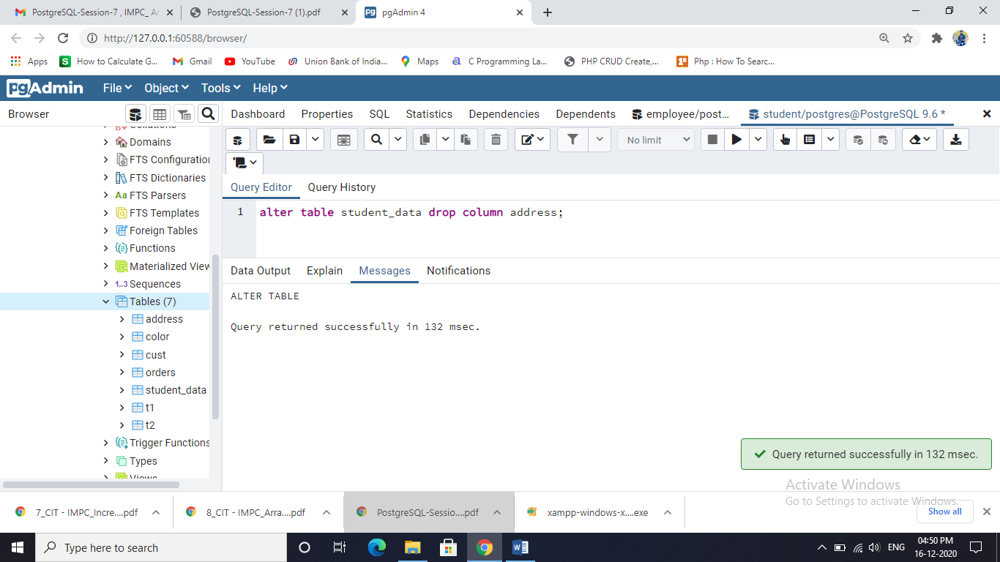 PostgreSQL-Session-7 , IMPC_ Ar
PostgreSQL-Session-7 (1).pdf
pgAdmin 4
http://127.0.0.1:60588/browser/
Apps
How to Calculate G...
Gmail
YouTube
Union Bank of India...
Maps
C Programming La...
PHP CRUD Create,...
Php : How To Searc...
pgAdmin
File
Object
Tools
Help
Browser
Dashboard
Properties
SQL
Statistics
Dependencies
Dependents
employee/post...
student/postgres@PostgreSQL 9.6 *
No limit
Query Editor
Query History
1
alter table student_data drop column address;
Data Output
Explain
Messages
Notifications
ALTER TABLE
Query returned successfully in 132 msec.
Collations
Domains
FTS Configuration
FTS Dictionaries
Aa FTS Parsers
FTS Templates
Foreign Tables
Functions
Materialized View
1..3 Sequences
Tables (7)
address
color
cust
orders
student_data
t1
t2
Trigger Functions
Types
Views
Query returned successfully in 132 msec.
Activate Windows
Go to Settings to activate Windows.
7_CIT - IMPC_Incre....pdf
8_CIT - IMPC_Arra....pdf
PostgreSQL-Sessio....pdf
xampp-windows-x....exe
Show all
Type here to search
ENG
04:50 PM
16-12-2020